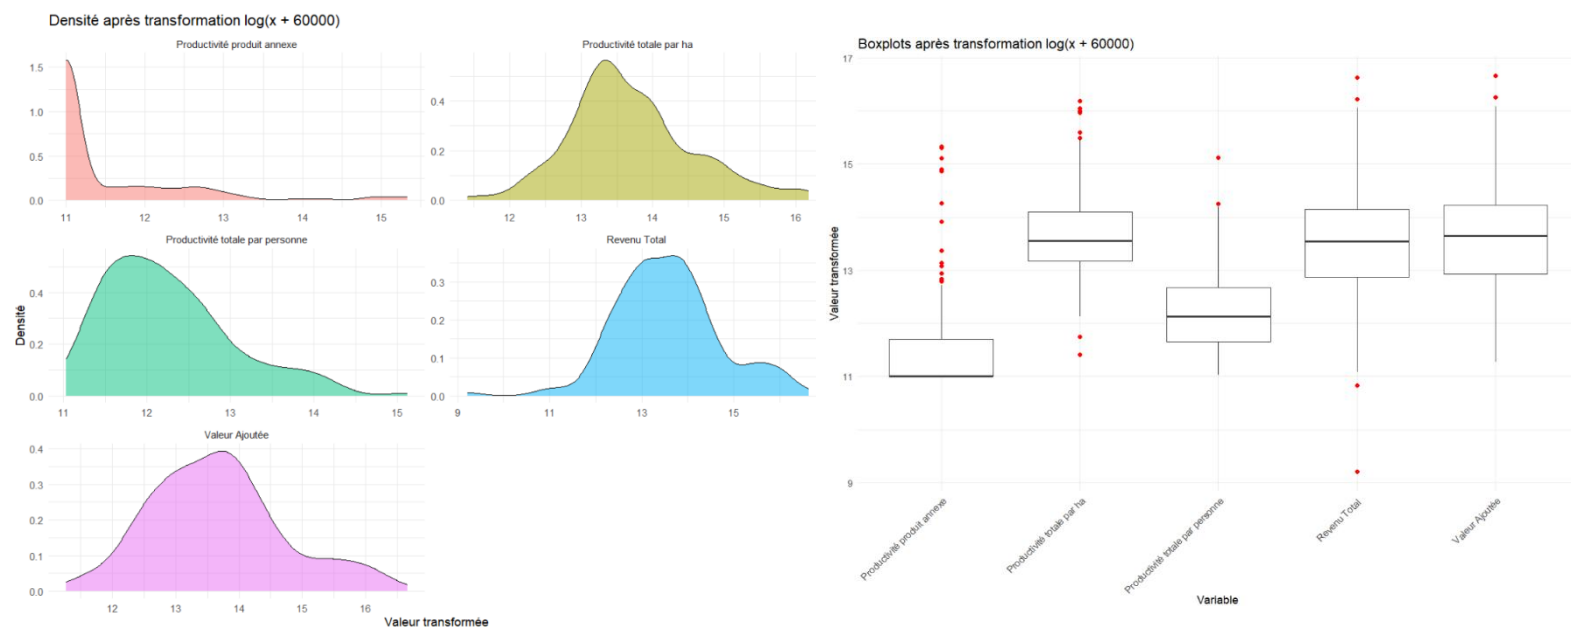 Densité après transformation log(x + 60000)
Productivité produit annexe
1.5
1.0
0.5
0.0
11 12 13 14 15
Productivité totale par ha
0.4
0.2
0.0
12 13 14 15 16
Productivité totale par personne
0.4
0.2
0.0
11 12 13 14 15
Revenu Total
0.3
0.2
0.1
0.0
9 11 13 15
Valeur Ajoutée
0.4
0.3
0.2
0.1
0.0
12 13 14 15 16
Densité
Valeur transformée
Boxplots après transformation log(x + 60000)
17
15
13
11
9
Valeur transformée
Productivité produit annexe
Productivité totale par ha
Productivité totale par personne
Revenu Total
Valeur Ajoutée
Variable